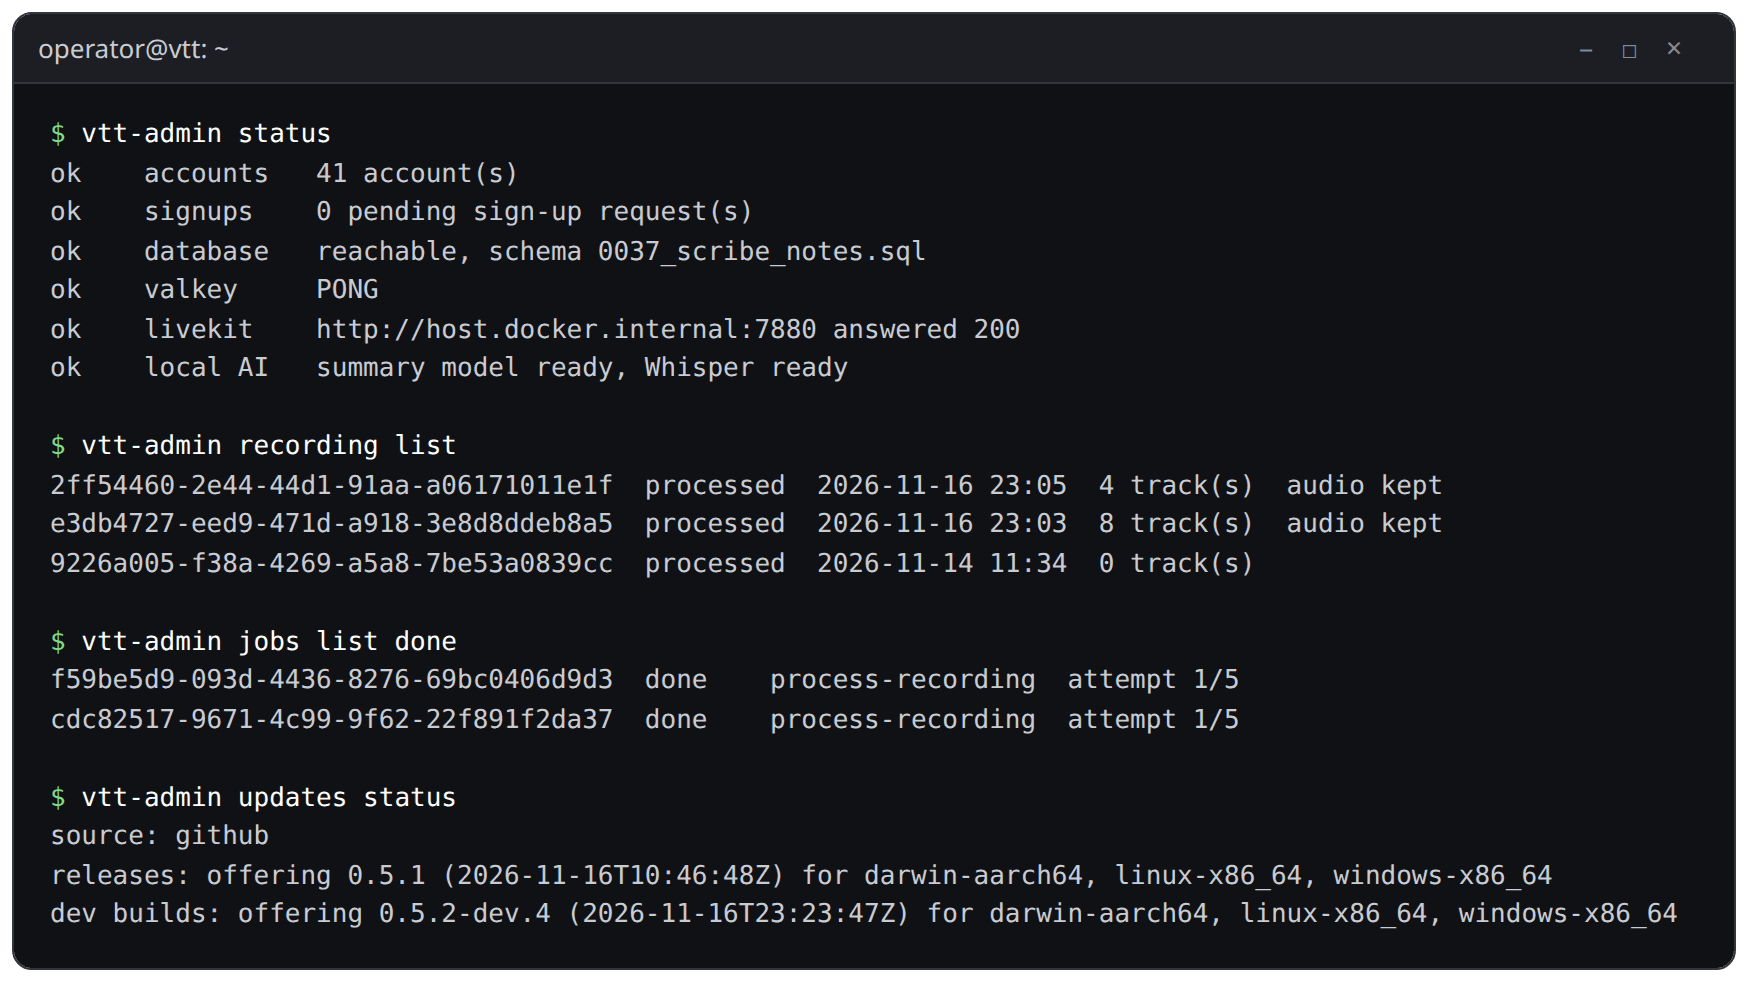 operator@vtt: ~
$ vtt-admin status
ok    accounts   41 account(s)
ok    signups    0 pending sign-up request(s)
ok    database   reachable, schema 0037_scribe_notes.sql
ok    valkey     PONG
ok    livekit    http://host.docker.internal:7880 answered 200
ok    local AI   summary model ready, Whisper ready
$ vtt-admin recording list
2ff54460-2e44-44d1-91aa-a06171011e1f  processed  2026-11-16 23:05  4 track(s)  audio kept
e3db4727-eed9-471d-a918-3e8d8ddeb8a5  processed  2026-11-16 23:03  8 track(s)  audio kept
9226a005-f38a-4269-a5a8-7be53a0839cc  processed  2026-11-14 11:34  0 track(s)
$ vtt-admin jobs list done
f59be5d9-093d-4436-8276-69bc0406d9d3  done    process-recording  attempt 1/5
cdc82517-9671-4c99-9f62-22f891f2da37  done    process-recording  attempt 1/5
$ vtt-admin updates status
source: github
releases: offering 0.5.1 (2026-11-16T10:46:48Z) for darwin-aarch64, linux-x86_64, windows-x86_64
dev builds: offering 0.5.2-dev.4 (2026-11-16T23:23:47Z) for darwin-aarch64, linux-x86_64, windows-x86_64